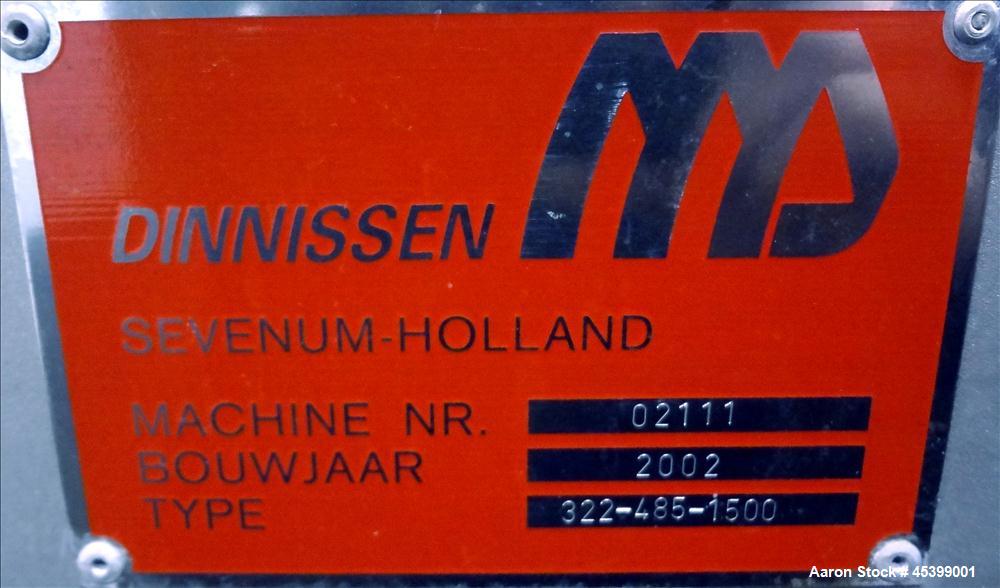 DINNISSEN
SEVENUM-HOLLAND
MACHINE NR. 02111
BOUWJAAR 2002
TYPE 322-485-1500
Aaron Stock # 45399001